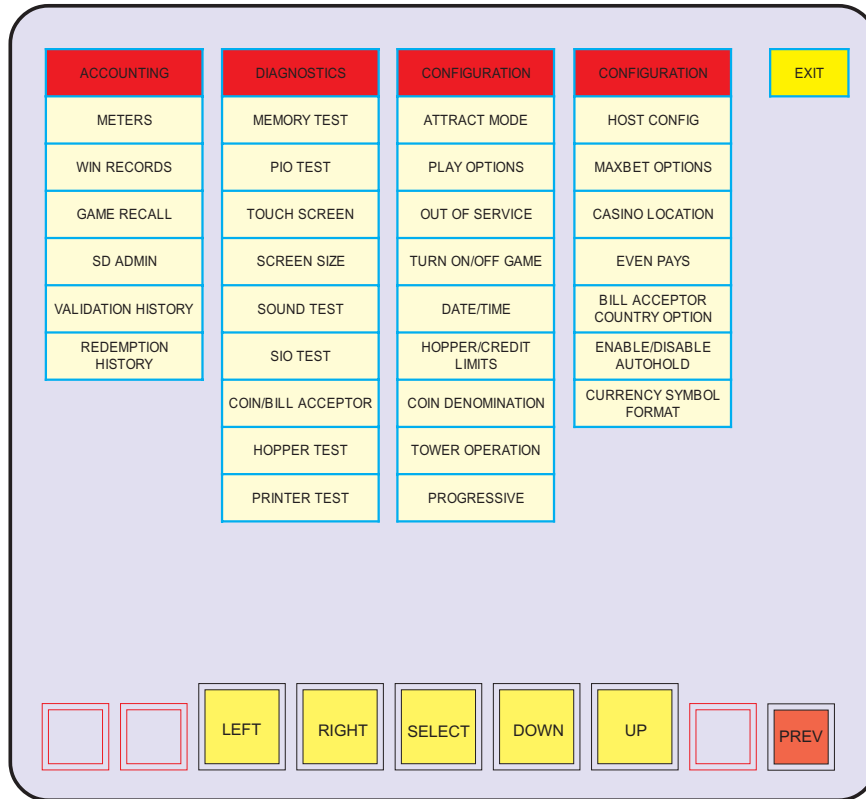 ACCOUNTING
METERS
WIN RECORDS
GAME RECALL
SD ADMIN
VALIDATION HISTORY
REDEMPTION
HISTORY
DIAGNOSTICS
MEMORY TEST
PIO TEST
TOUCH SCREEN
SCREEN SIZE
SOUND TEST
SIO TEST
COIN/BILL ACCEPTOR
HOPPER TEST
PRINTER TEST
CONFIGURATION
ATTRACT MODE
PLAY OPTIONS
OUT OF SERVICE
TURN ON/OFF GAME
DATE/TIME
HOPPER/CREDIT
LIMITS
COIN DENOMINATION
TOWER OPERATION
PROGRESSIVE
CONFIGURATION
HOST CONFIG
MAXBET OPTIONS
CASINO LOCATION
EVEN PAYS
BILL ACCEPTOR
COUNTRY OPTION
ENABLE/DISABLE
AUTOHOLD
CURRENCY SYMBOL
FORMAT
EXIT
LEFT
RIGHT
SELECT
DOWN
UP
PREV